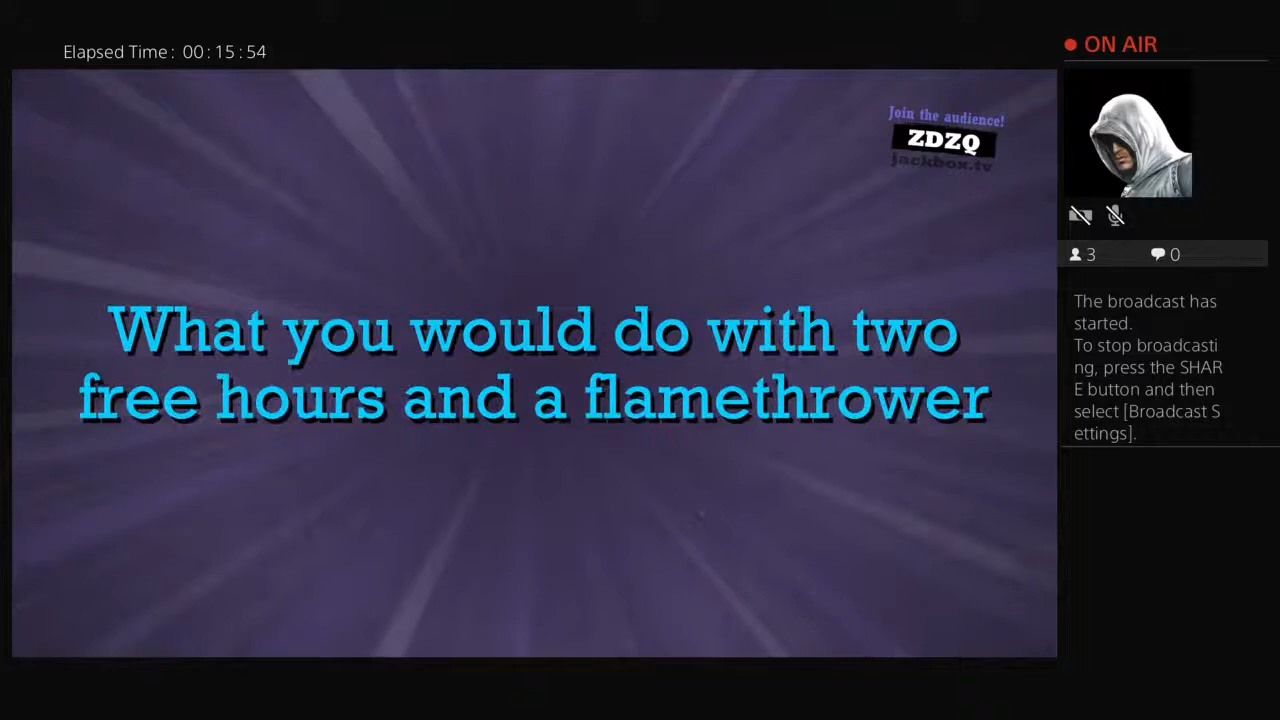 Elapsed Time: 00:15:54
ON AIR
Join the audience!
ZDZQ
jackbox.tv
3
0
What you would do with two
free hours and a flamethrower
The broadcast has
started.
To stop broadcasti
ng, press the SHAR
E button and then
select [Broadcast S
ettings].